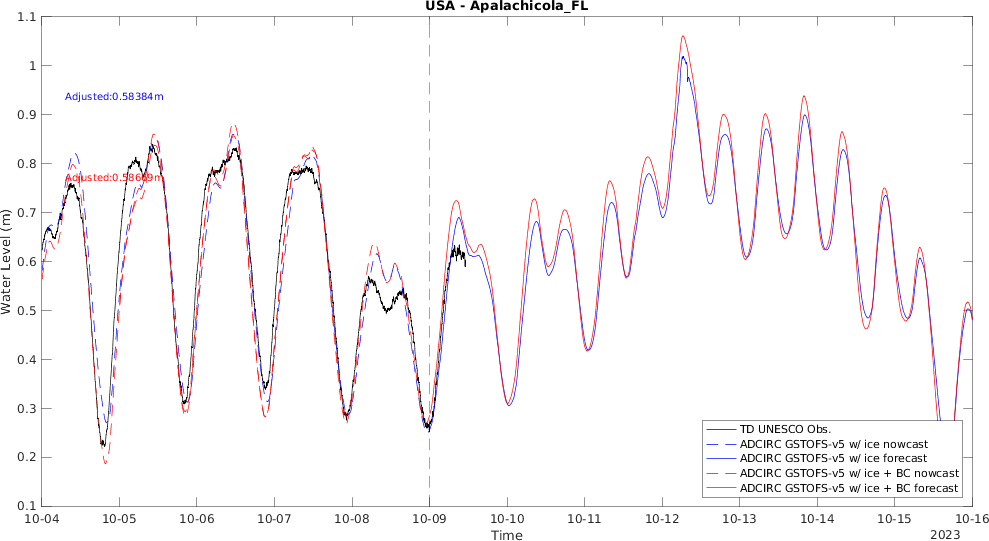 USA - Apalachicola_FL
1.1
1
0.9
0.8
0.7
0.6
0.5
0.4
0.3
0.2
0.1
Water Level (m)
Adjusted:0.58384m
TD UNESCO Obs.
ADCIRC GSTOFS-v5 w/ ice nowcast
ADCIRC GSTOFS-v5 w/ ice forecast
ADCIRC GSTOFS-v5 w/ ice + BC nowcast
ADCIRC GSTOFS-v5 w/ ice + BC forecast
10-04 10-05 10-06 10-07 10-08 10-09 10-10 10-11 10-12 10-13 10-14 10-15 10-16
Time
2023